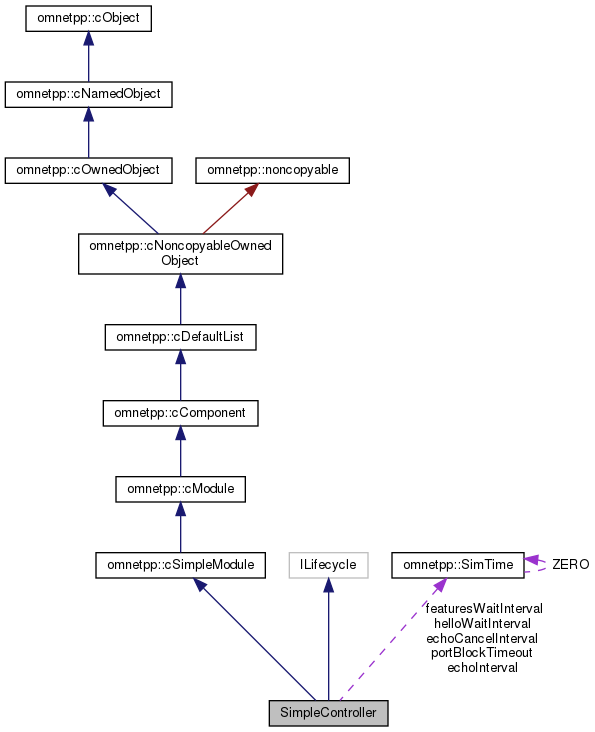 omnetpp::cObject
omnetpp::cNamedObject
omnetpp::cOwnedObject
omnetpp::noncopyable
omnetpp::cNoncopyableOwned
Object
omnetpp::cDefaultList
omnetpp::cComponent
omnetpp::cModule
omnetpp::cSimpleModule
ILifecycle
omnetpp::SimTime
ZERO
featuresWaitInterval
helloWaitInterval
echoCancelInterval
portBlockTimeout
echoInterval
SimpleController